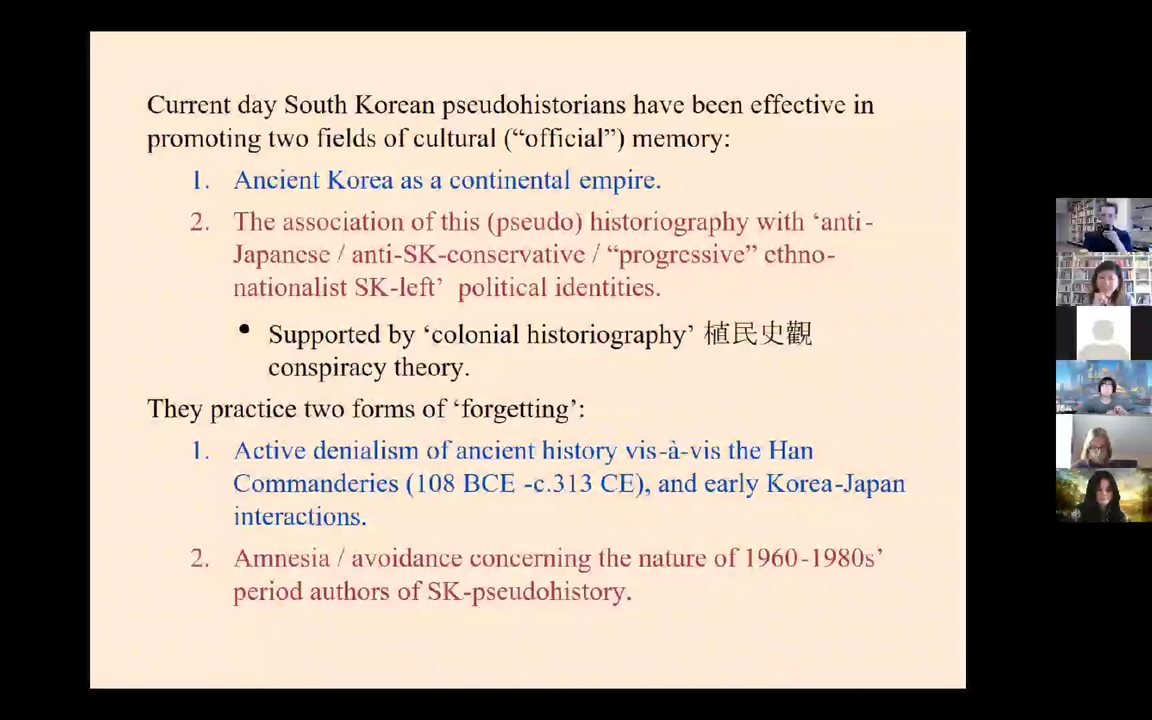 Current day South Korean pseudohistorians have been effective in
promoting two fields of cultural (“official”) memory:
1. Ancient Korea as a continental empire.
2. The association of this (pseudo) historiography with ‘anti-
Japanese / anti-SK-conservative / “progressive” ethno-
nationalist SK-left’ political identities.
• Supported by ‘colonial historiography’ 植民史觀
conspiracy theory.
They practice two forms of ‘forgetting’:
1. Active denialism of ancient history vis-à-vis the Han
Commanderies (108 BCE -c.313 CE), and early Korea-Japan
interactions.
2. Amnesia / avoidance concerning the nature of 1960-1980s’
period authors of SK-pseudohistory.